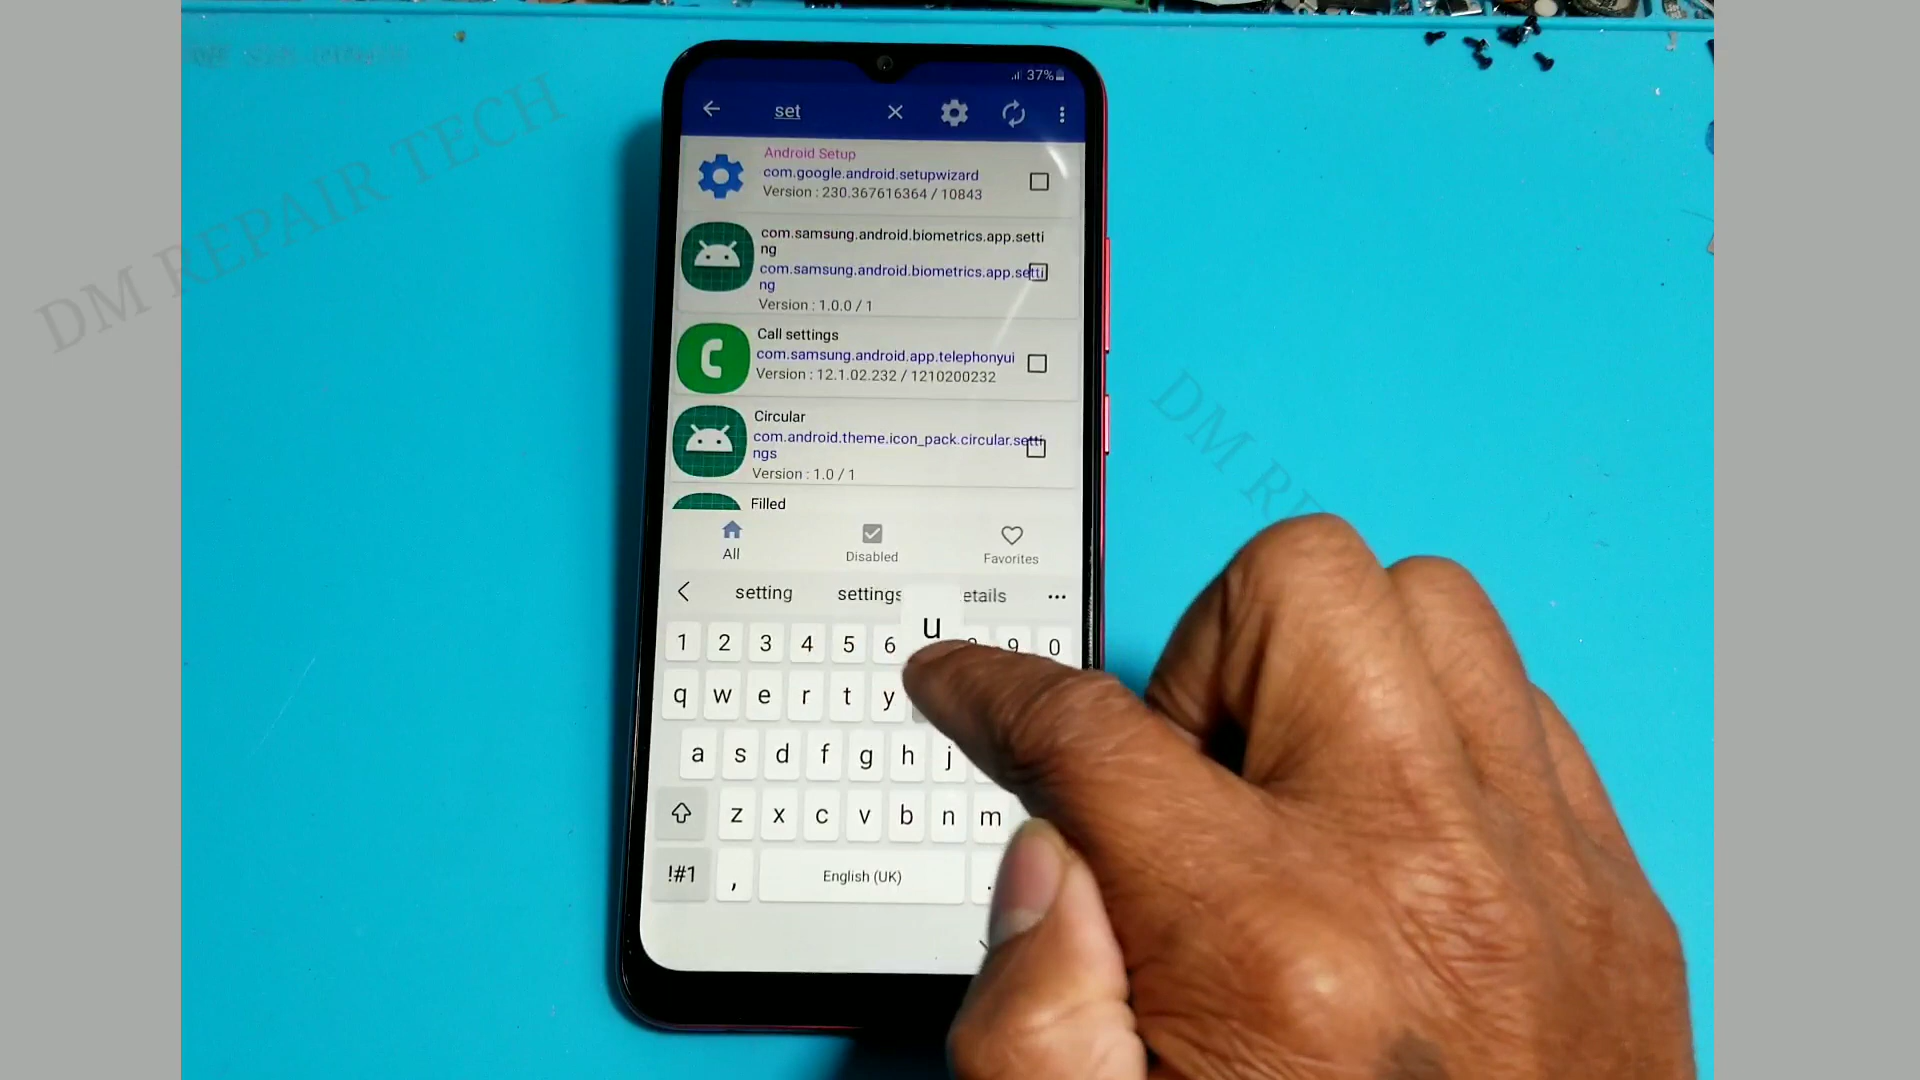 DM REPAIR TECH
37%
set
Android Setup
com.google.android.setupwizard
Version : 230.367616364 / 10843
com.samsung.android.biometrics.app.setti
ng
com.samsung.android.biometrics.app.setti
ng
Version : 1.0.0 / 1
Call settings
com.samsung.android.app.telephonyui
Version : 12.1.02.232 / 1210200232
Circular
com.android.theme.icon_pack.circular.setti
ngs
Version : 1.0 / 1
Filled
All Disabled Favorites
setting settings etails
u
1 2 3 4 5 6 9 0
q w e r t y
a s d f g h j
z x c v b n m
!#1 , English (UK) .
DM RE